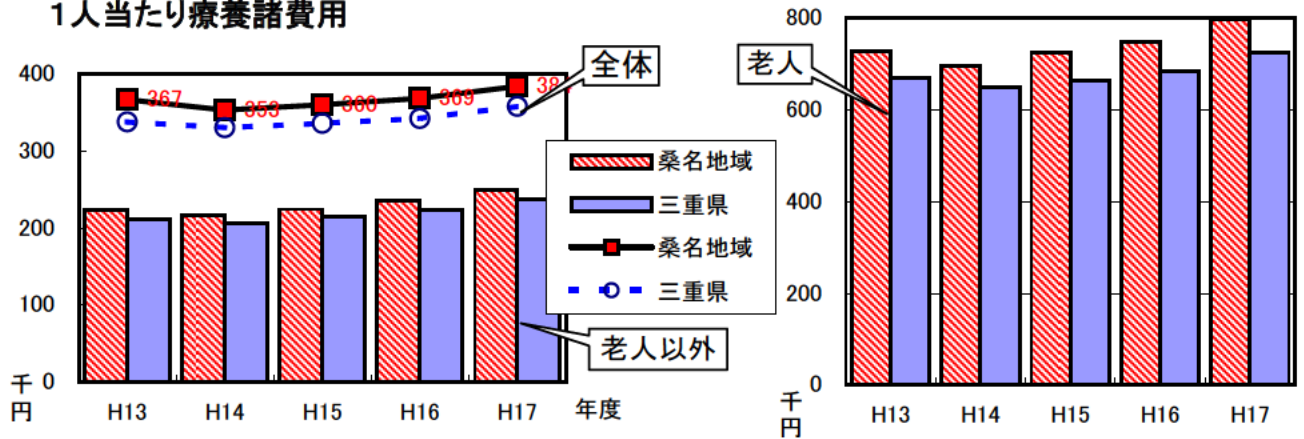 1人当たり療養諸費用
400
300
200
100
0
千
円
367
353
360
369
全体
桑名地域
三重県
桑名地域
三重県
老人以外
H13
H14
H15
H16
H17
年度
老人
800
600
400
200
0
千
円
H13
H14
H15
H16
H17